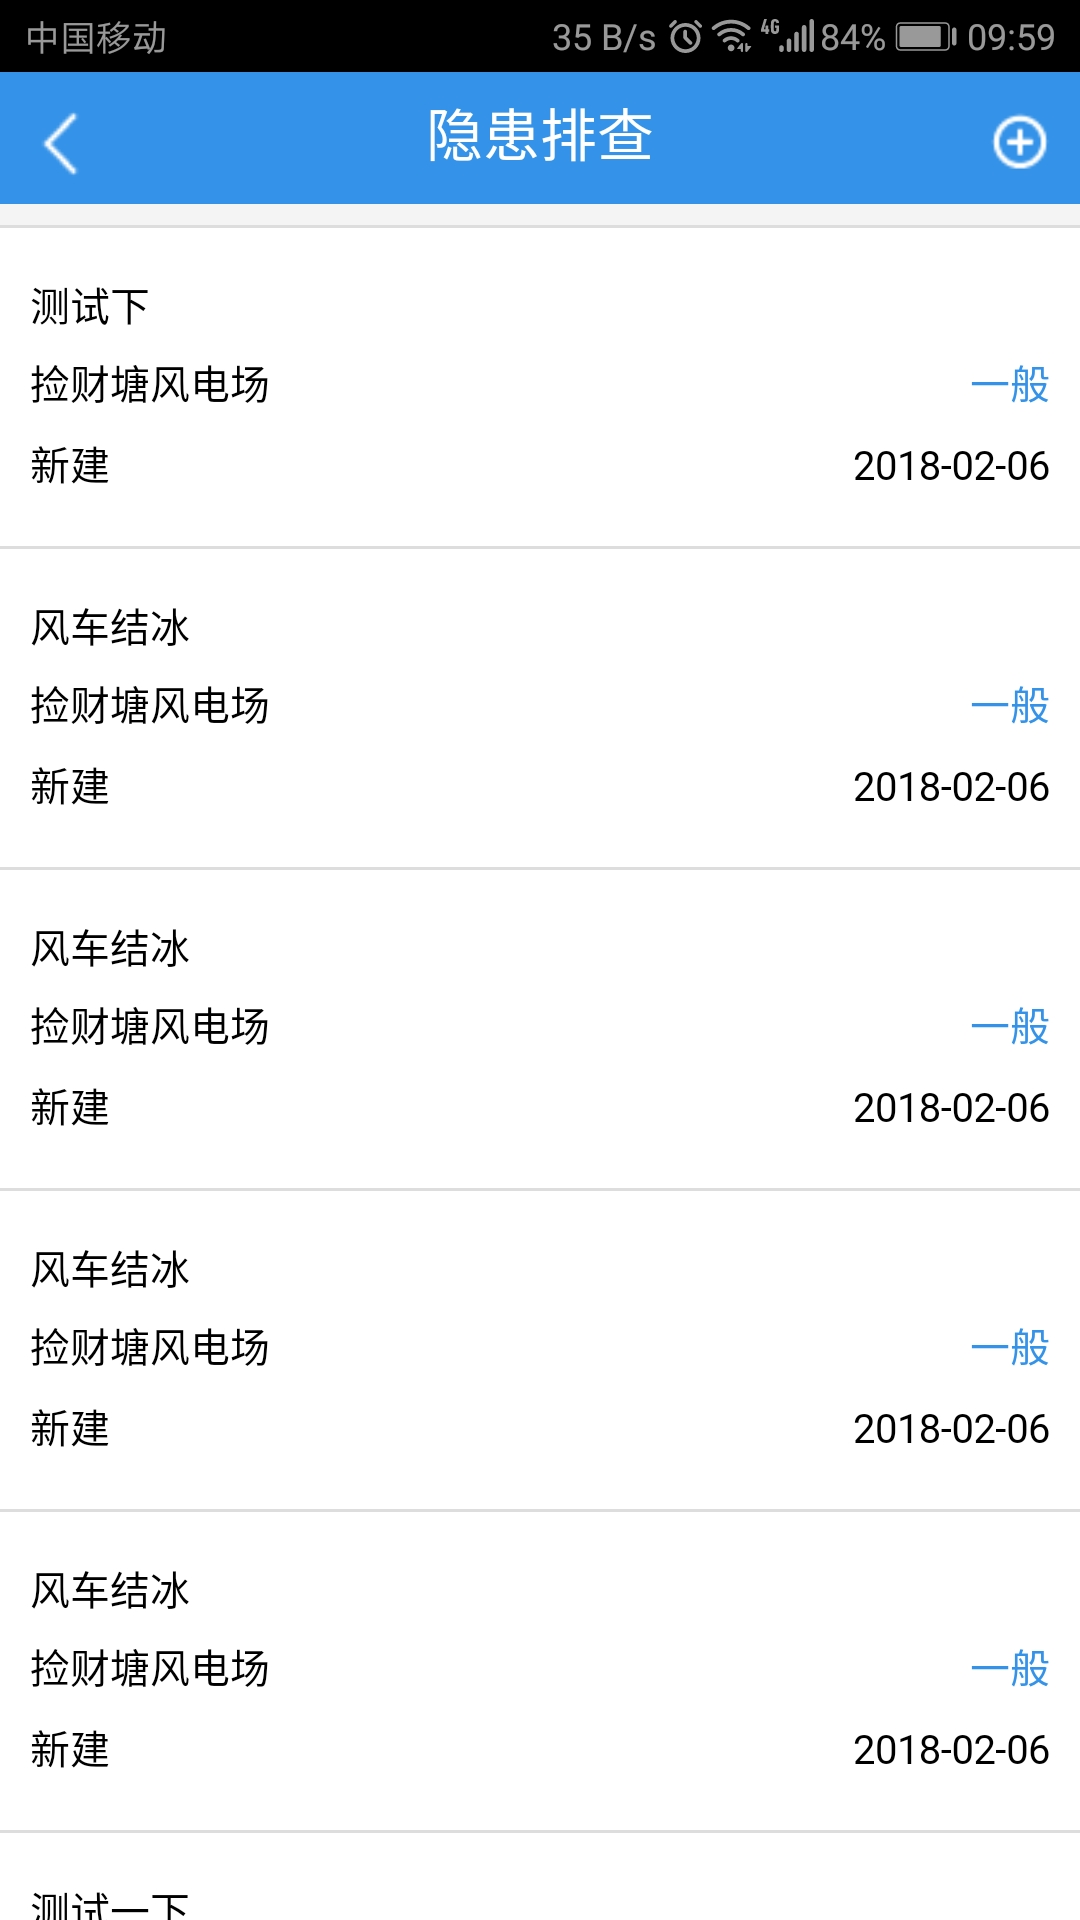 中国移动 35 B/s 4G 84% 09:59
隐患排查
测试下
捡财塘风电场 一般
新建 2018-02-06
风车结冰
捡财塘风电场 一般
新建 2018-02-06
风车结冰
捡财塘风电场 一般
新建 2018-02-06
风车结冰
捡财塘风电场 一般
新建 2018-02-06
风车结冰
捡财塘风电场 一般
新建 2018-02-06
测试一下